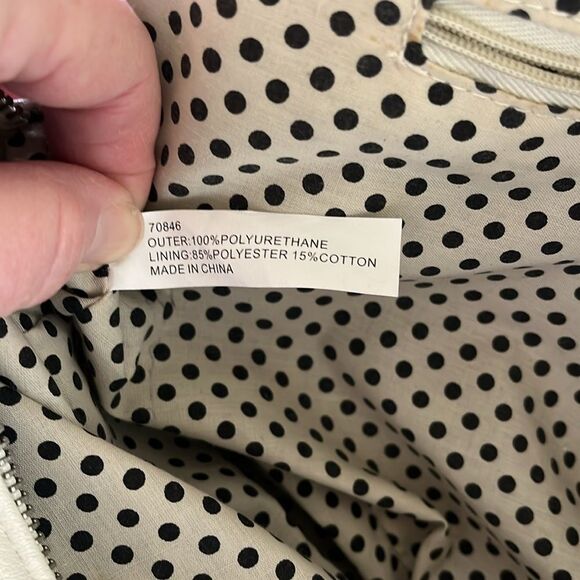 70846
OUTER:100%POLYURETHANE
LINING:85%POLYESTER 15%COTTON
MADE IN CHINA